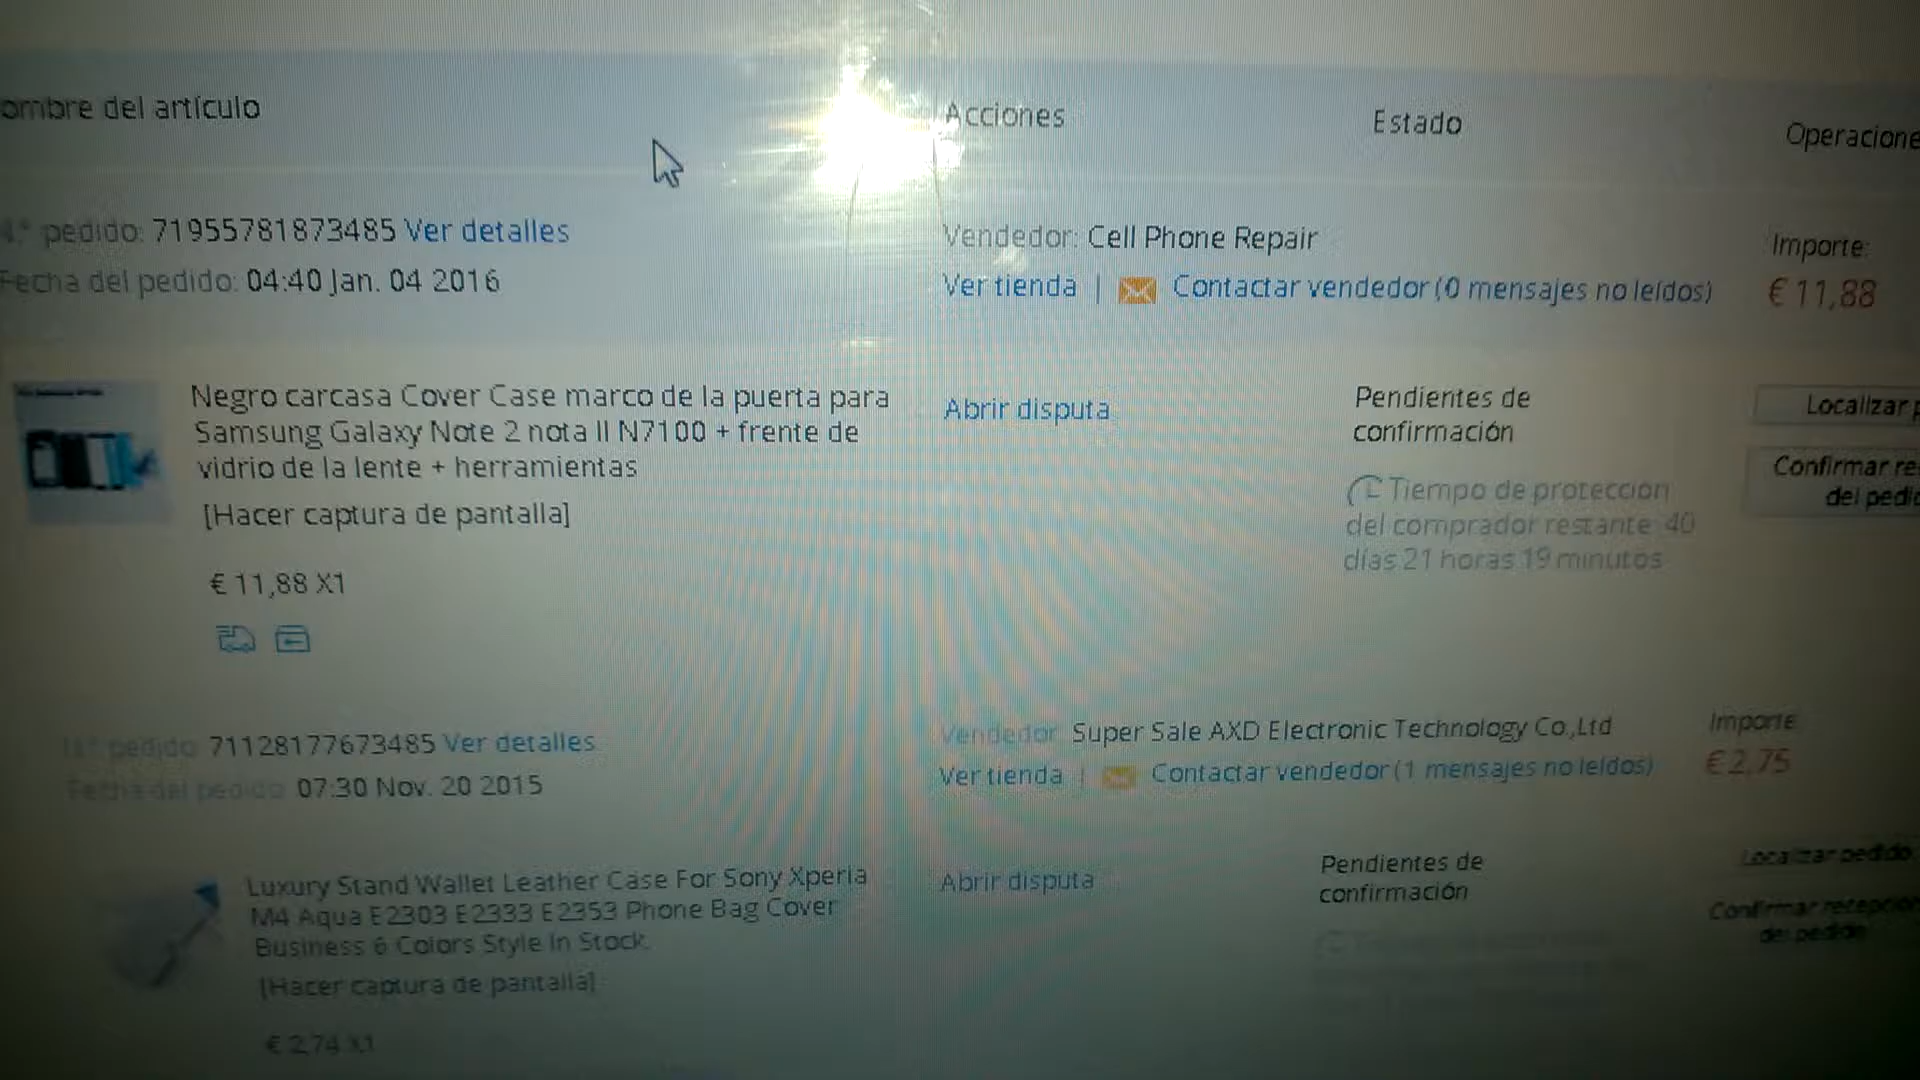 ombre del artículo
Acciones
Estado
Operacione
pedido: 71955781873485 Ver detalles
Vendedor: Cell Phone Repair
Importe:
Fecha del pedido: 04:40 Jan. 04 2016
Ver tienda | Contactar vendedor (0 mensajes no leídos)
€ 11,88
Negro carcasa Cover Case marco de la puerta para
Samsung Galaxy Note 2 nota II N7100 + frente de
vidrio de la lente + herramientas
[Hacer captura de pantalla]
€ 11,88 X1
Abrir disputa
Pendientes de
confirmación
Tiempo de protección
del comprador restante 40
días 21 horas 19 minutos
Localizar p
Confirmar re
del pedid
pedido 71128177673485 Ver detalles
Vendedor Super Sale AXD Electronic Technology Co.,Ltd
Importe
Fecha del pedido 07:30 Nov. 20 2015
Ver tienda | Contactar vendedor (1 mensajes no leídos)
€ 2,75
Luxury Stand Wallet Leather Case For Sony Xperia
M4 Aqua E2303 E2333 E2353 Phone Bag Cover
Business 6 Colors Style In Stock.
[Hacer captura de pantalla]
€ 2,74 X1
Abrir disputa
Pendientes de
confirmación
Localizar pedido
Confirmar recepción
del pedido